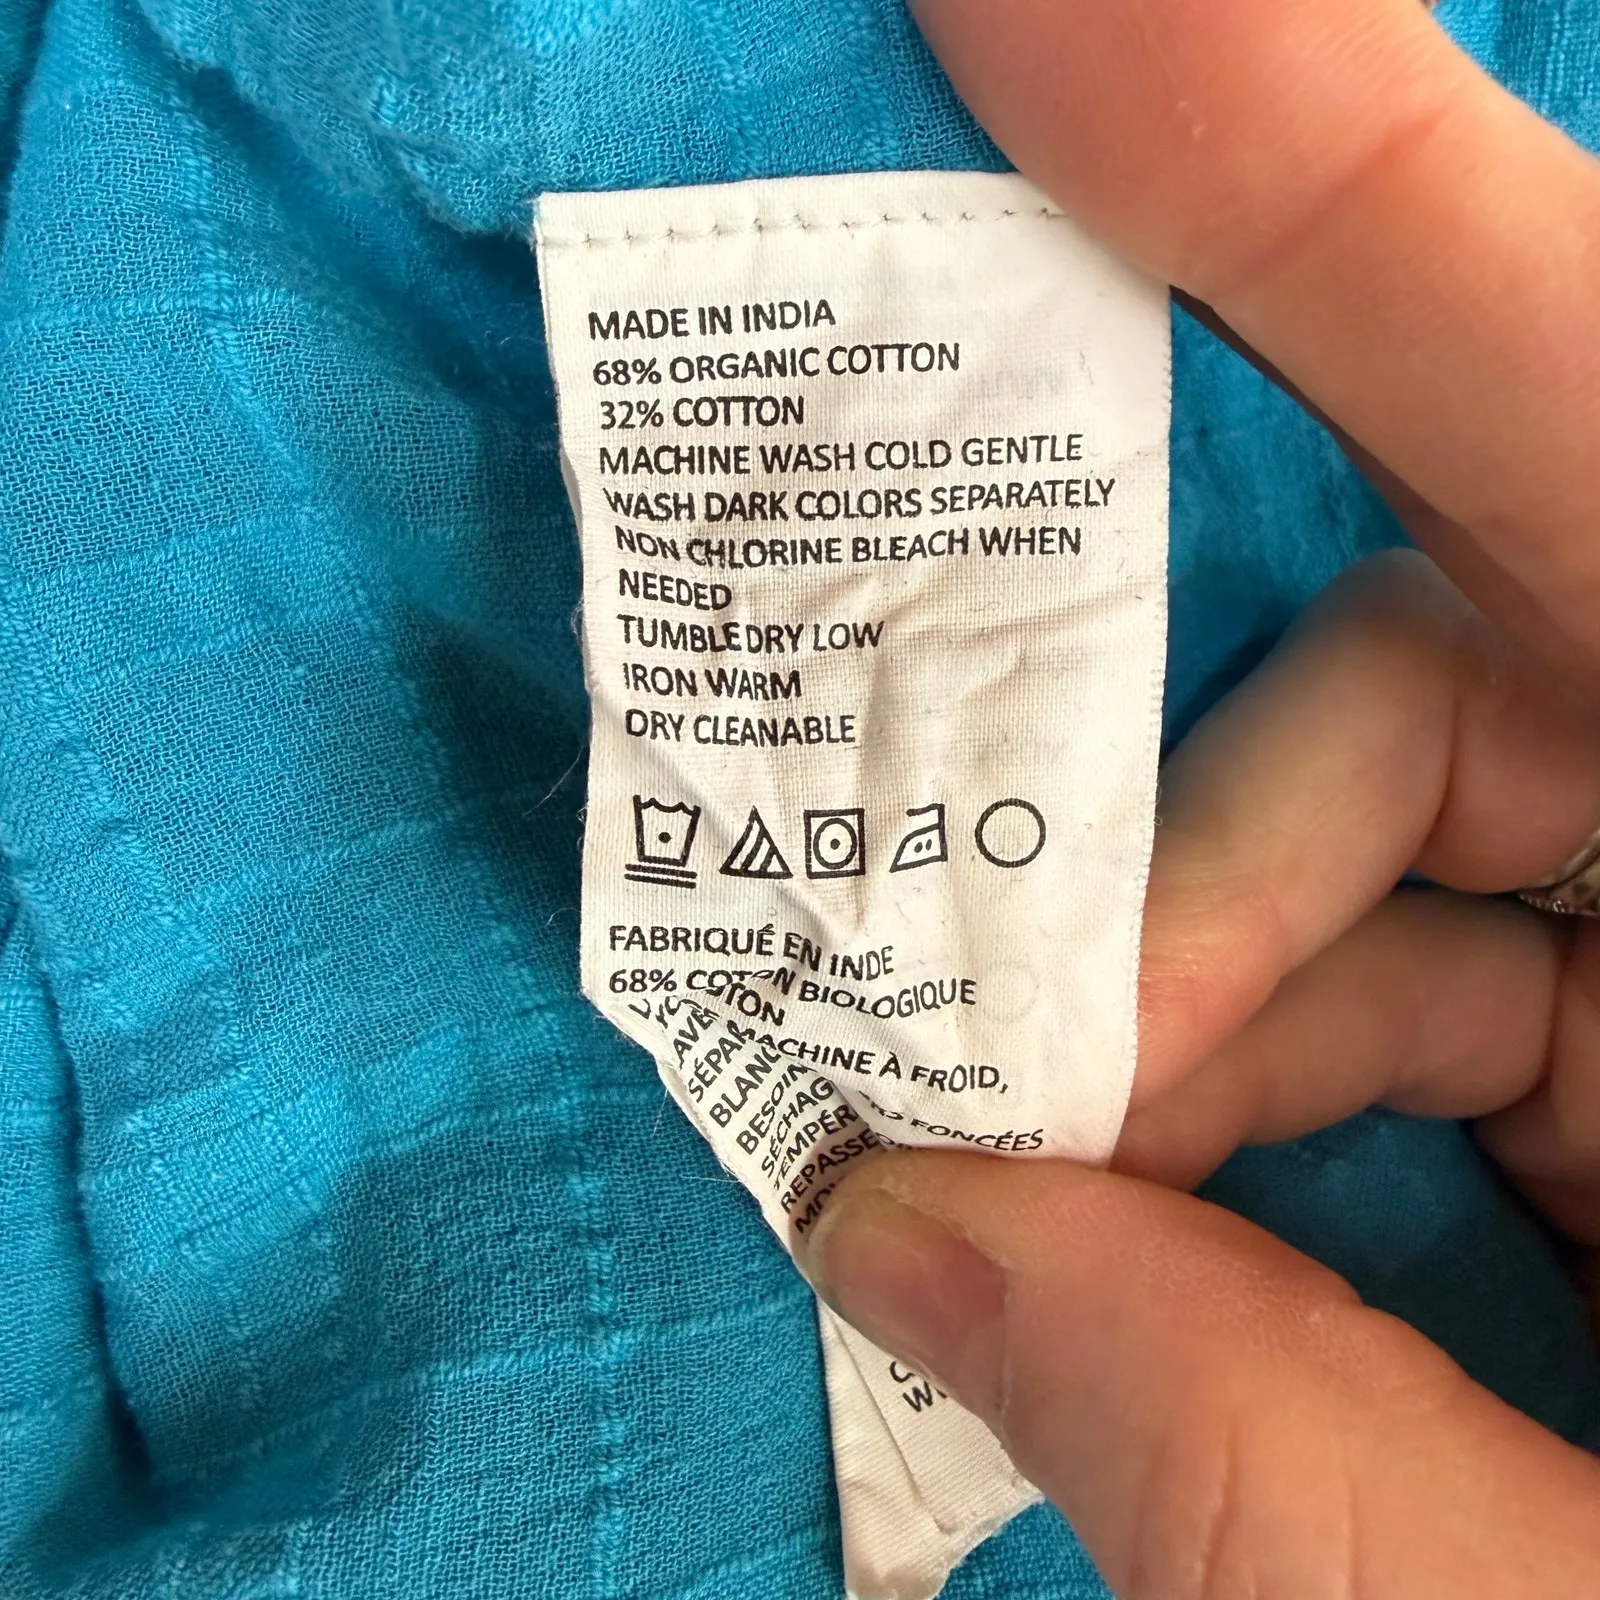 MADE IN INDIA
68% ORGANIC COTTON
32% COTTON
MACHINE WASH COLD GENTLE
WASH DARK COLORS SEPARATELY
NON CHLORINE BLEACH WHEN
NEEDED
TUMBLE DRY LOW
IRON WARM
DRY CLEANABLE
FABRIQUÉ EN INDE
68% COTON BIOLOGIQUE
COTON
MACHINE À FROID,
FONCÉES